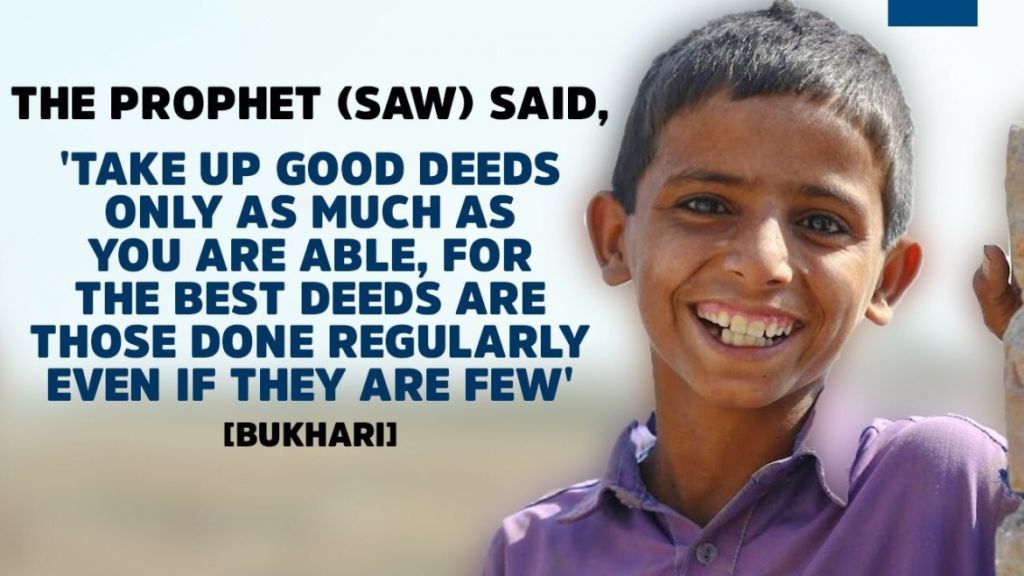 THE PROPHET (SAW) SAID,
'TAKE UP GOOD DEEDS
ONLY AS MUCH AS
YOU ARE ABLE, FOR
THE BEST DEEDS ARE
THOSE DONE REGULARLY
EVEN IF THEY ARE FEW'
[BUKHARI]